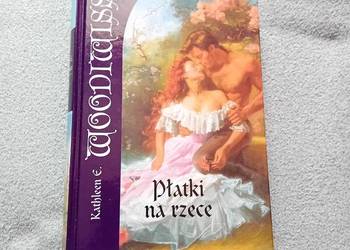 Kathleen E.
WOODIWISS
Płatki
na rzece